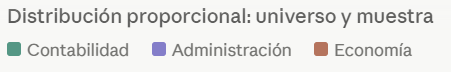 Distribución proporcional: universo y muestra
Contabilidad Administración Economía